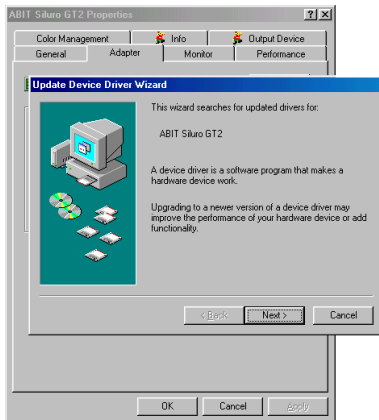 ABIT Siluro GT2 Properties
Color Management Info Output Device
General Adapter Monitor Performance
Update Device Driver Wizard
This wizard searches for updated drivers for:
ABIT Siluro GT2
A device driver is a software program that makes a
hardware device work.
Upgrading to a newer version of a device driver may
improve the performance of your hardware device or add
functionality.
< Back Next > Cancel
OK Cancel Apply